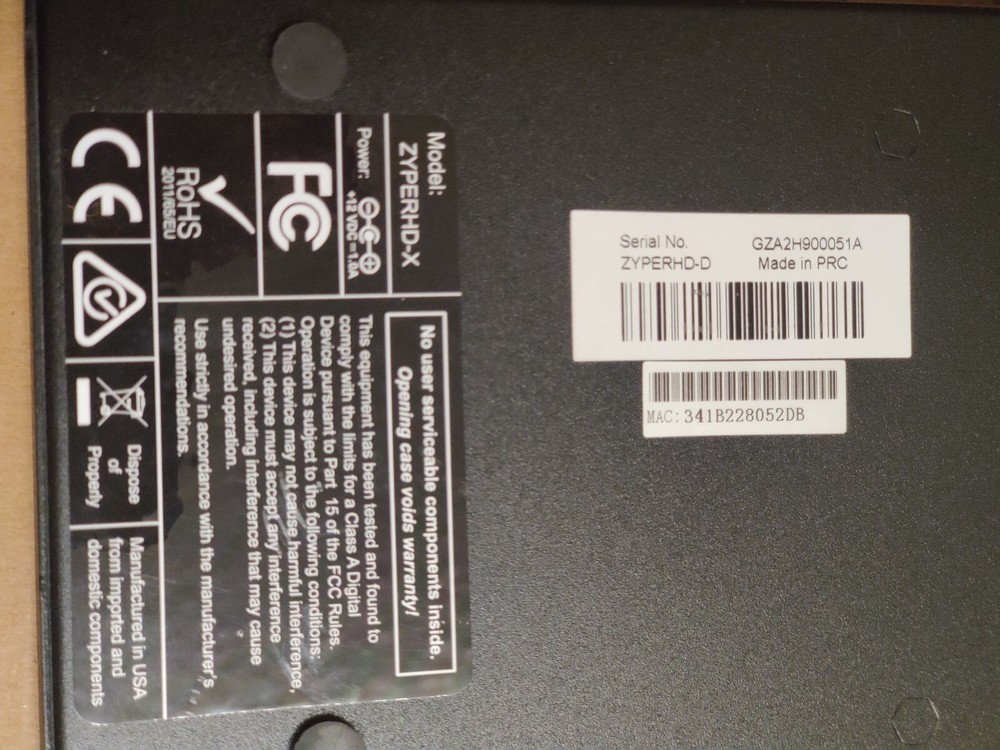 Model:
ZYPERHD-X
Power:
+12 VDC = 1.0A
FC
RoHS
2011/65/EU
CE
No user serviceable components inside.
Opening case voids warranty!
This equipment has been tested and found to
comply with the limits for a Class A Digital
Device pursuant to Part 15 of the FCC Rules.
Operation is subject to the following conditions:
(1) This device may not cause harmful interference,
(2) This device must accept any interference
received, including interference that may cause
undesired operation.
Use strictly in accordance with the manufacturer's
recommendations.
Dispose
of
Properly
Manufactured in USA
from imported and
domestic components
Serial No. GZA2H900051A
ZYPERHD-D Made in PRC
MAC: 341B228052DB